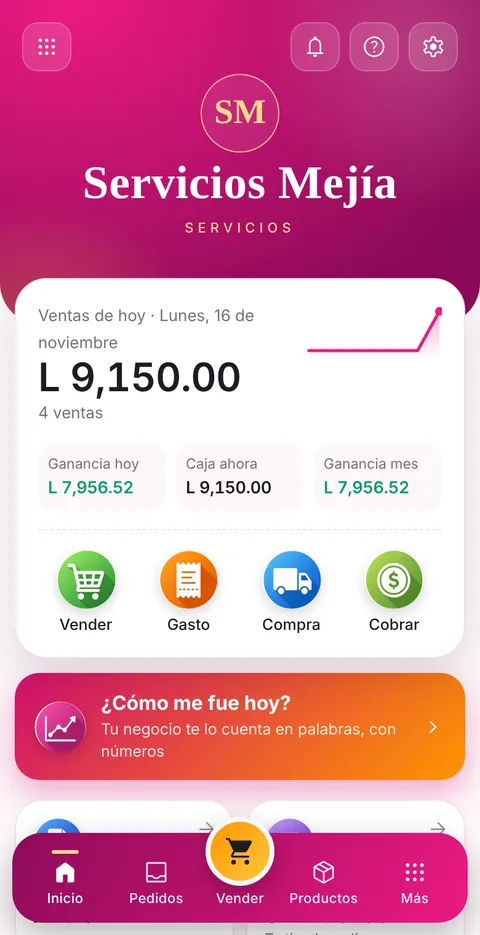 SM
Servicios Mejía
SERVICIOS
Ventas de hoy · Lunes, 16 de
noviembre
L 9,150.00
4 ventas
Ganancia hoy
L 7,956.52
Caja ahora
L 9,150.00
Ganancia mes
L 7,956.52
Vender
Gasto
Compra
Cobrar
¿Cómo me fue hoy?
Tu negocio te lo cuenta en palabras, con
números
Inicio
Pedidos
Vender
Productos
Más